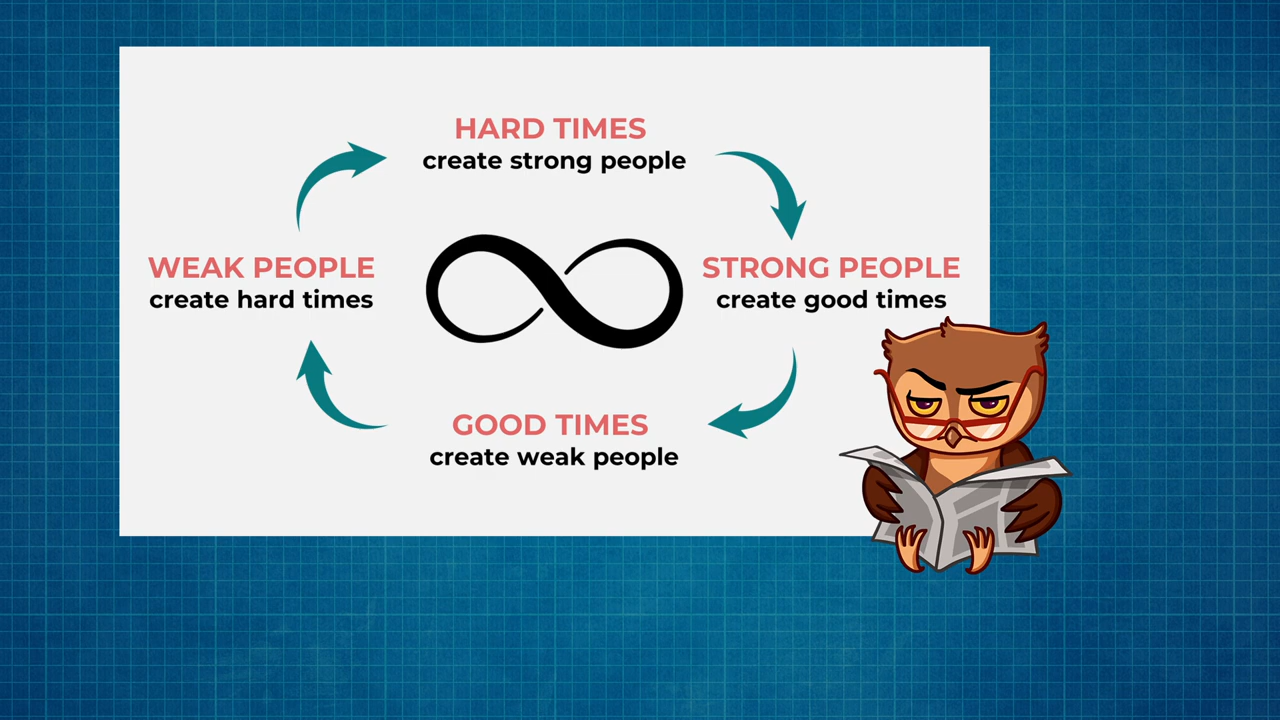 HARD TIMES
create strong people
WEAK PEOPLE
create hard times
STRONG PEOPLE
create good times
GOOD TIMES
create weak people